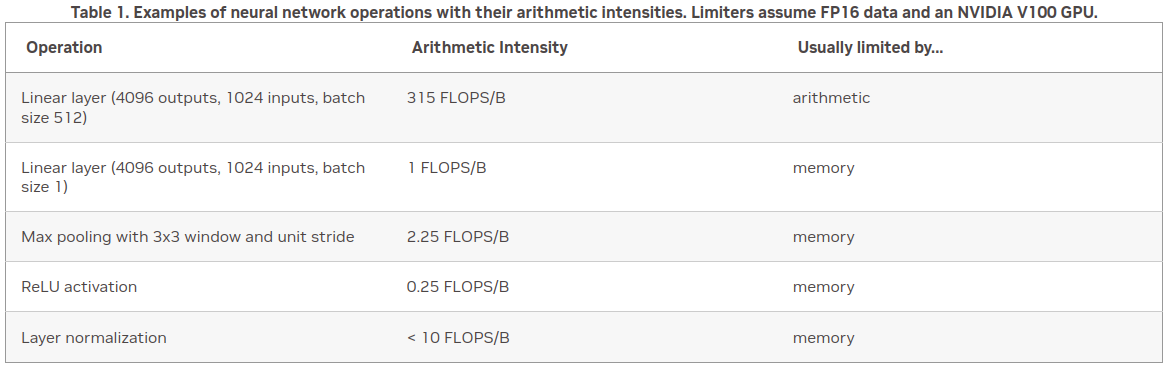 Table 1. Examples of neural network operations with their arithmetic intensities. Limiters assume FP16 data and an NVIDIA V100 GPU.
Operation Arithmetic Intensity Usually limited by...
Linear layer (4096 outputs, 1024 inputs, batch 315 FLOPS/B arithmetic
size 512)
Linear layer (4096 outputs, 1024 inputs, batch 1 FLOPS/B memory
size 1)
Max pooling with 3x3 window and unit stride 2.25 FLOPS/B memory
ReLU activation 0.25 FLOPS/B memory
Layer normalization < 10 FLOPS/B memory